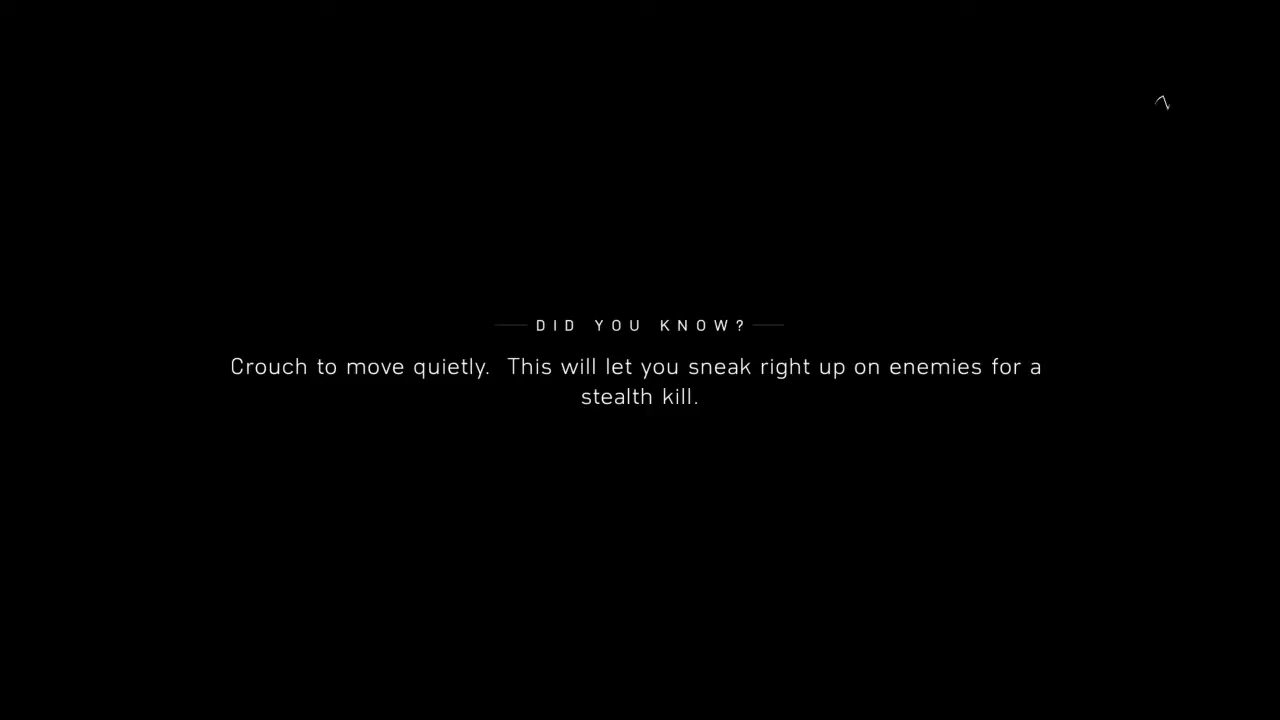 DID YOU KNOW?
Crouch to move quietly.  This will let you sneak right up on enemies for a
stealth kill.